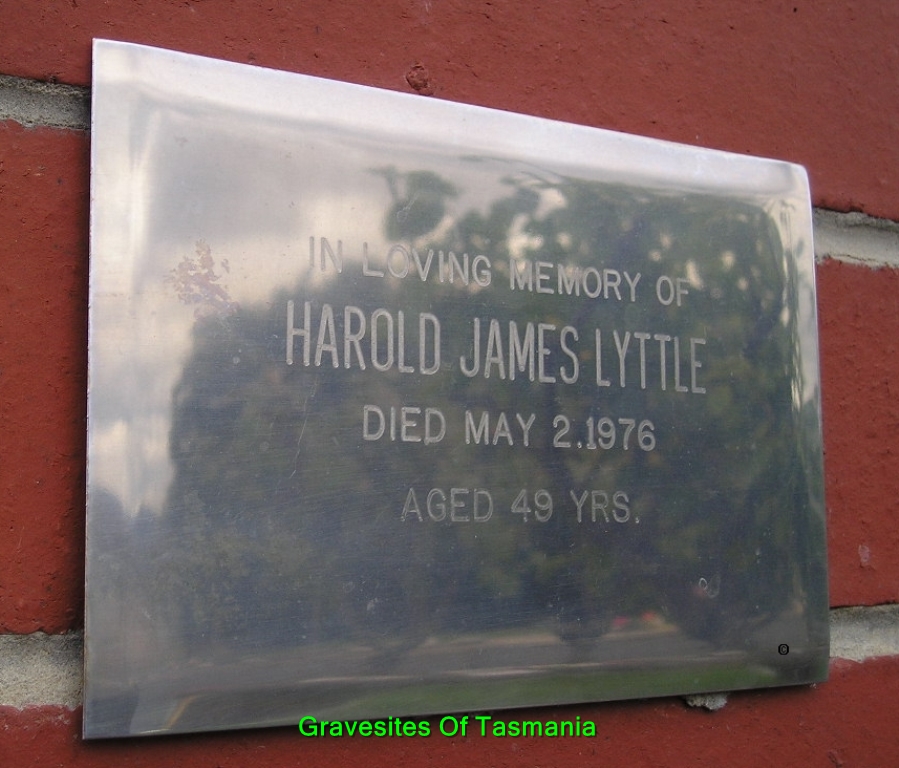 IN LOVING MEMORY OF
HAROLD JAMES LYTTLE
DIED MAY 2.1976
AGED 49 YRS.
Gravesites Of Tasmania